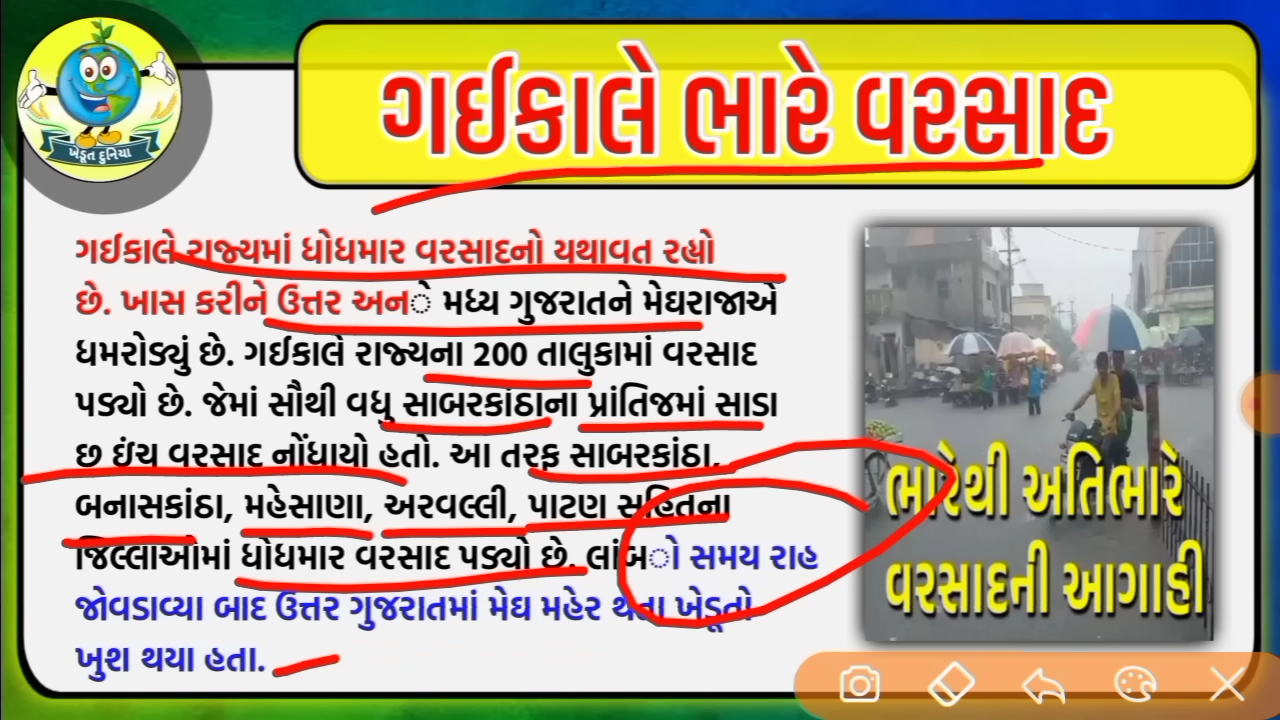 ખેડૂત દુનિયા
ગઈકાલે ભારે વરસાદ
ગઈકાલે રાજ્યમાં ધોધમાર વરસાદનો યથાવત રહ્યો
છે. ખાસ કરીને ઉત્તર અને મધ્ય ગુજરાતને મેઘરાજાએ
ધમરોડ્યું છે. ગઈકાલે રાજ્યના 200 તાલુકામાં વરસાદ
પડ્યો છે. જેમાં સૌથી વધુ સાબરકાંઠાના પ્રાંતિજમાં સાડા
છ ઇંચ વરસાદ નોંધાયો હતો. આ તરફ સાબરકાંઠા,
બનાસકાંઠા, મહેસાણા, અરવલ્લી, પાટણ સહિતના
જિલ્લાઓમાં ધોધમાર વરસાદ પડ્યો છે. લાંબો સમય રાહ
જોવડાવ્યા બાદ ઉત્તર ગુજરાતમાં મેઘ મહેર થતા ખેડૂતો
ખુશ થયા હતા.
ભારેથી અતિભારે
વરસાદની આગાહી